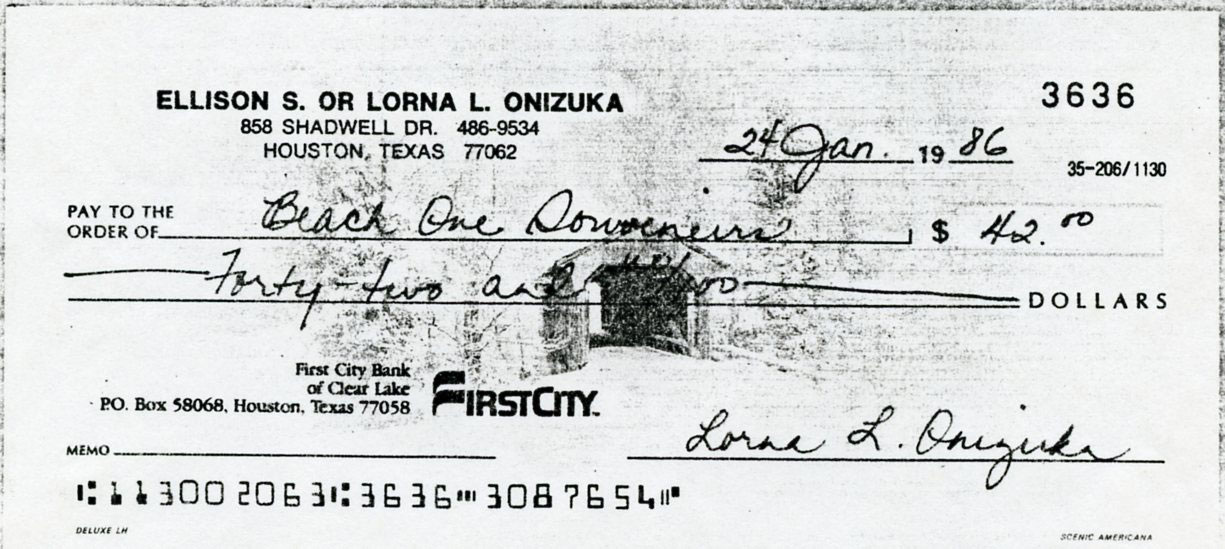 ELLISON S. OR LORNA L. ONIZUKA
3636
858 SHADWELL DR. 486-9534
HOUSTON, TEXAS 77062
24 Jan. 19 86
35-206/1130
PAY TO THE
ORDER OF Beach One Souveneirs $ 42.00
Forty-two and no/100 DOLLARS
First City Bank
of Clear Lake
P.O. Box 58068, Houston, Texas 77058
FIRSTCITY.
MEMO
Lorna L. Onizuka
⑆113002063⑆3636⑈3087654⑈
DELUXE LH
SCENIC AMERICANA